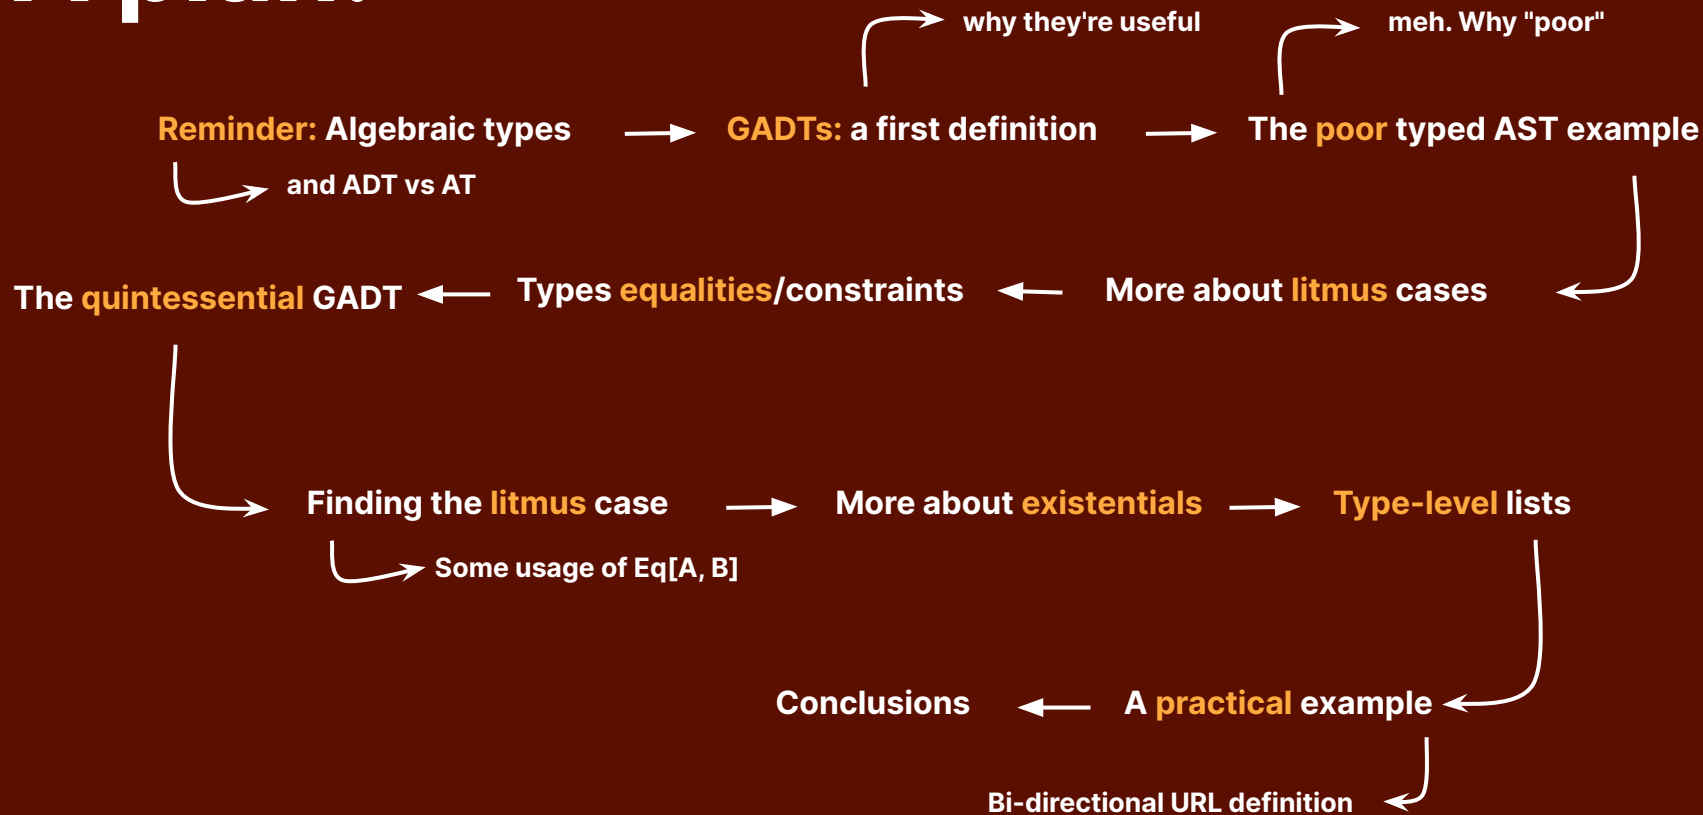 A plan:
why they're useful
meh. Why "poor"
Reminder: Algebraic types
GADTs: a first definition
The poor typed AST example
and ADT vs AT
The quintessential GADT
Types equalities/constraints
More about litmus cases
Finding the litmus case
More about existentials
Type-level lists
Some usage of Eq[A, B]
Conclusions
A practical example
Bi-directional URL definition